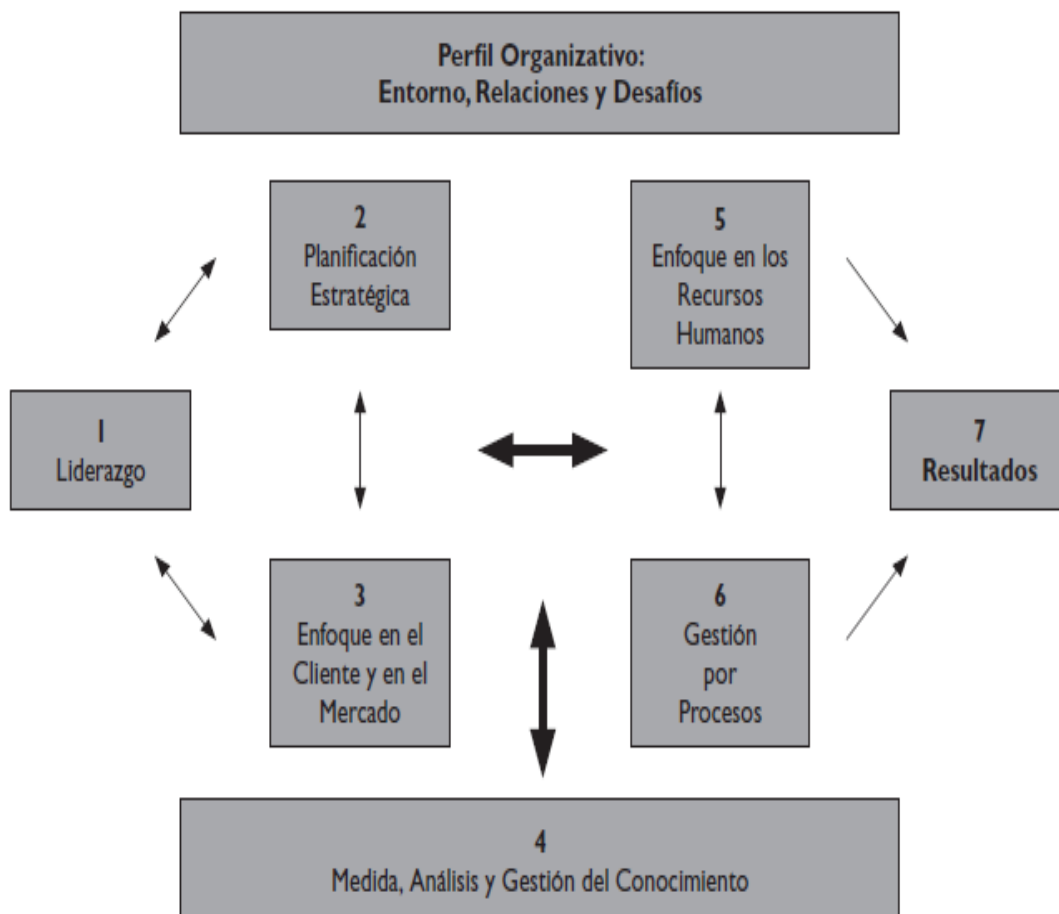 Perfil Organizativo:
Entorno, Relaciones y Desafíos
2
Planificación
Estratégica
5
Enfoque en los
Recursos
Humanos
1
Liderazgo
7
Resultados
3
Enfoque en el
Cliente y en el
Mercado
6
Gestión
por
Procesos
4
Medida, Análisis y Gestión del Conocimiento